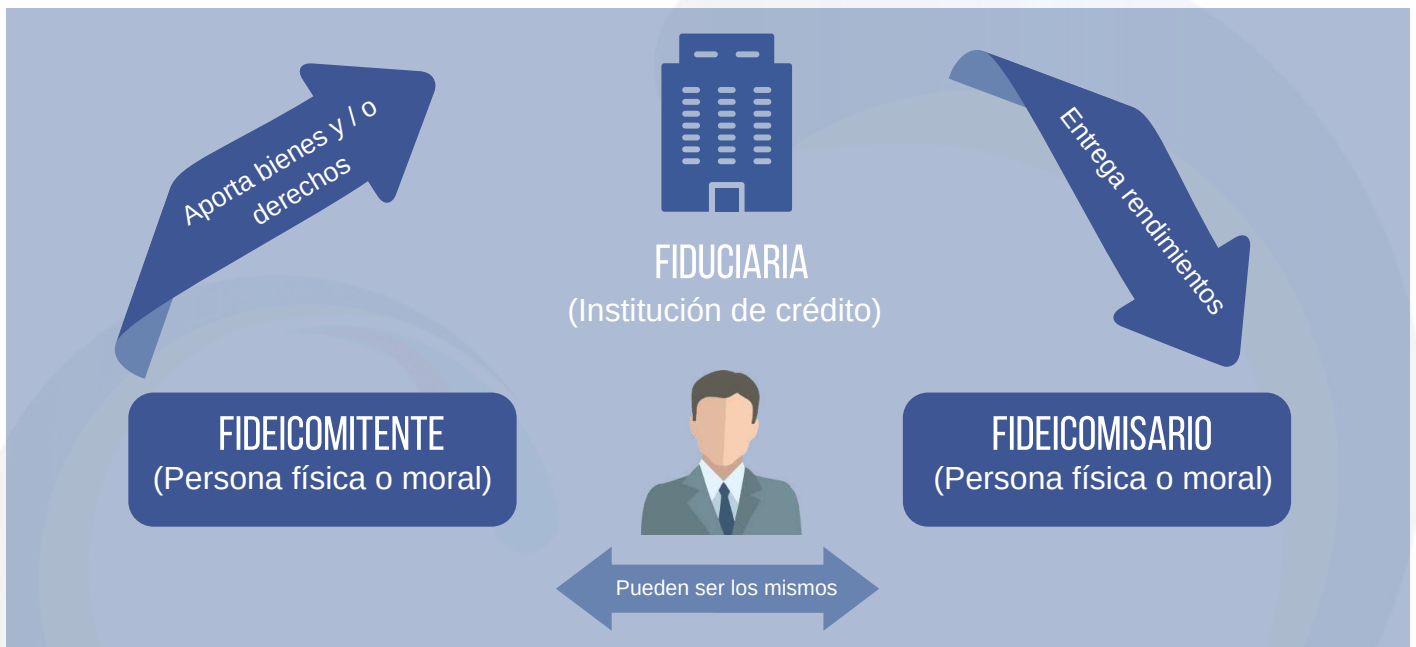 Aporta bienes y / o
derechos
FIDUCIARIA
(Institución de crédito)
Entrega rendimientos
FIDEICOMITENTE
(Persona física o moral)
FIDEICOMISARIO
(Persona física o moral)
Pueden ser los mismos